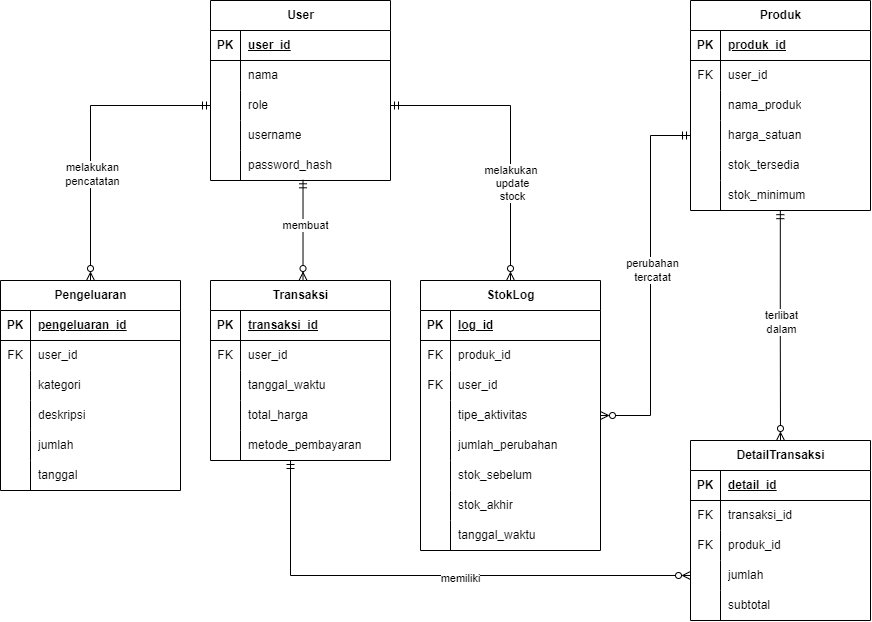 User
PK user_id
nama
role
username
password_hash
Produk
PK produk_id
FK user_id
nama_produk
harga_satuan
stok_tersedia
stok_minimum
melakukan
pencatatan
membuat
melakukan
update
stock
perubahan
tercatat
terlibat
dalam
Pengeluaran
PK pengeluaran_id
FK user_id
kategori
deskripsi
jumlah
tanggal
Transaksi
PK transaksi_id
FK user_id
tanggal_waktu
total_harga
metode_pembayaran
StokLog
PK log_id
FK produk_id
FK user_id
tipe_aktivitas
jumlah_perubahan
stok_sebelum
stok_akhir
tanggal_waktu
DetailTransaksi
PK detail_id
FK transaksi_id
FK produk_id
jumlah
subtotal
memiliki